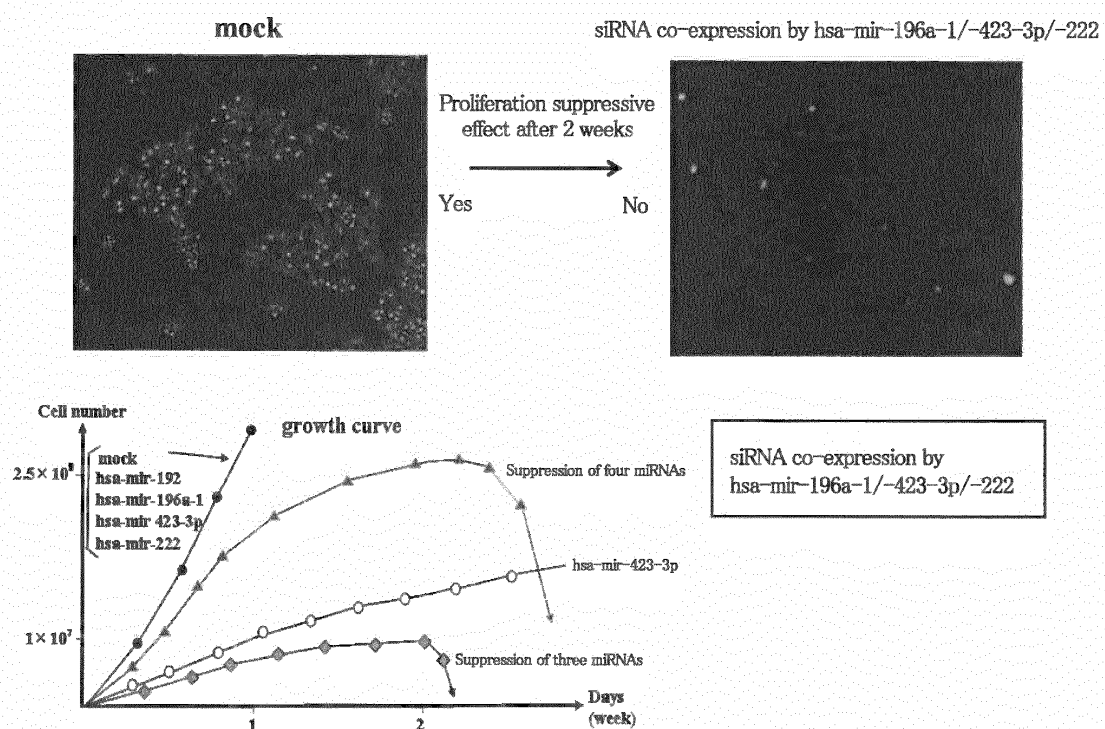 mock
siRNA co-expression by hsa-mir-196a-1/-423-3p/-222
Proliferation suppressive
effect after 2 weeks
Yes
No
Cell number
growth curve
2.5×10⁸
mock
hsa-mir-192
hsa-mir-196a-1
hsa-mir 423-3p
hsa-mir-222
Suppression of four miRNAs
siRNA co-expression by
hsa-mir-196a-1/-423-3p/-222
hsa-mir-423-3p
1×10⁷
Suppression of three miRNAs
Days
(week)
1
2